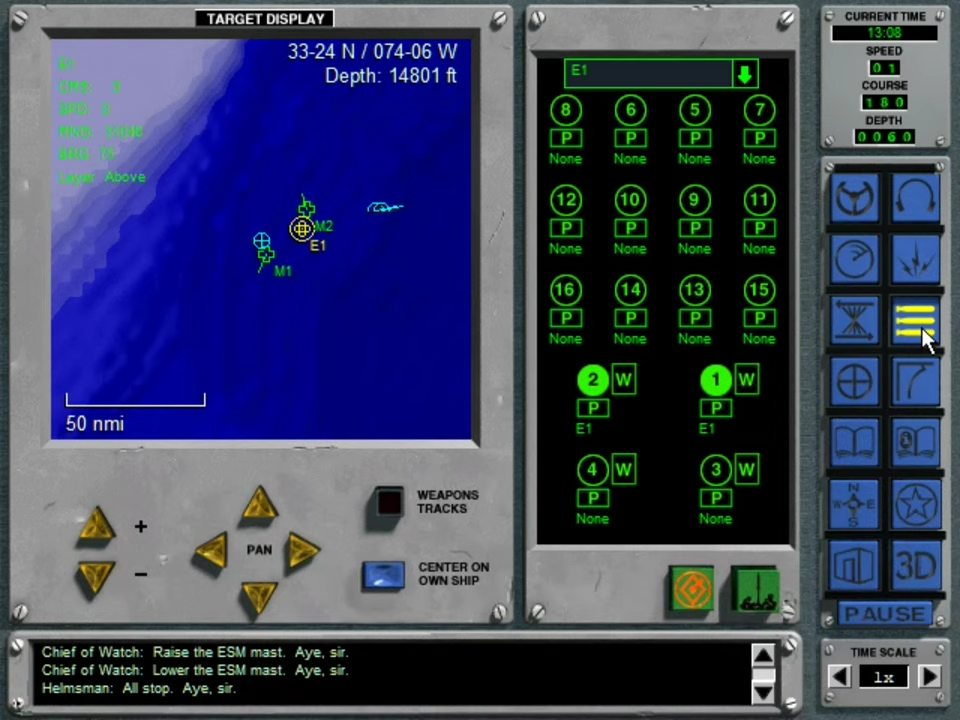 TARGET DISPLAY
33-24 N / 074-06 W
Depth: 14801 ft
E1
Layer: Above
M2
E1
M1
50 nmi
+
PAN
−
WEAPONS
TRACKS
CENTER ON
OWN SHIP
E1
8 6 5 7
P P P P
None None None None
12 10 9 11
P P P P
None None None None
16 14 13 15
P P P P
None None None None
2 W 1 W
P P
E1 E1
4 W 3 W
P P
None None
CURRENT TIME
13:08
SPEED
01
COURSE
180
DEPTH
0060
N
W E
S
3D
PAUSE
TIME SCALE
1x
Chief of Watch: Raise the ESM mast. Aye, sir.
Chief of Watch: Lower the ESM mast. Aye, sir.
Helmsman: All stop. Aye, sir.